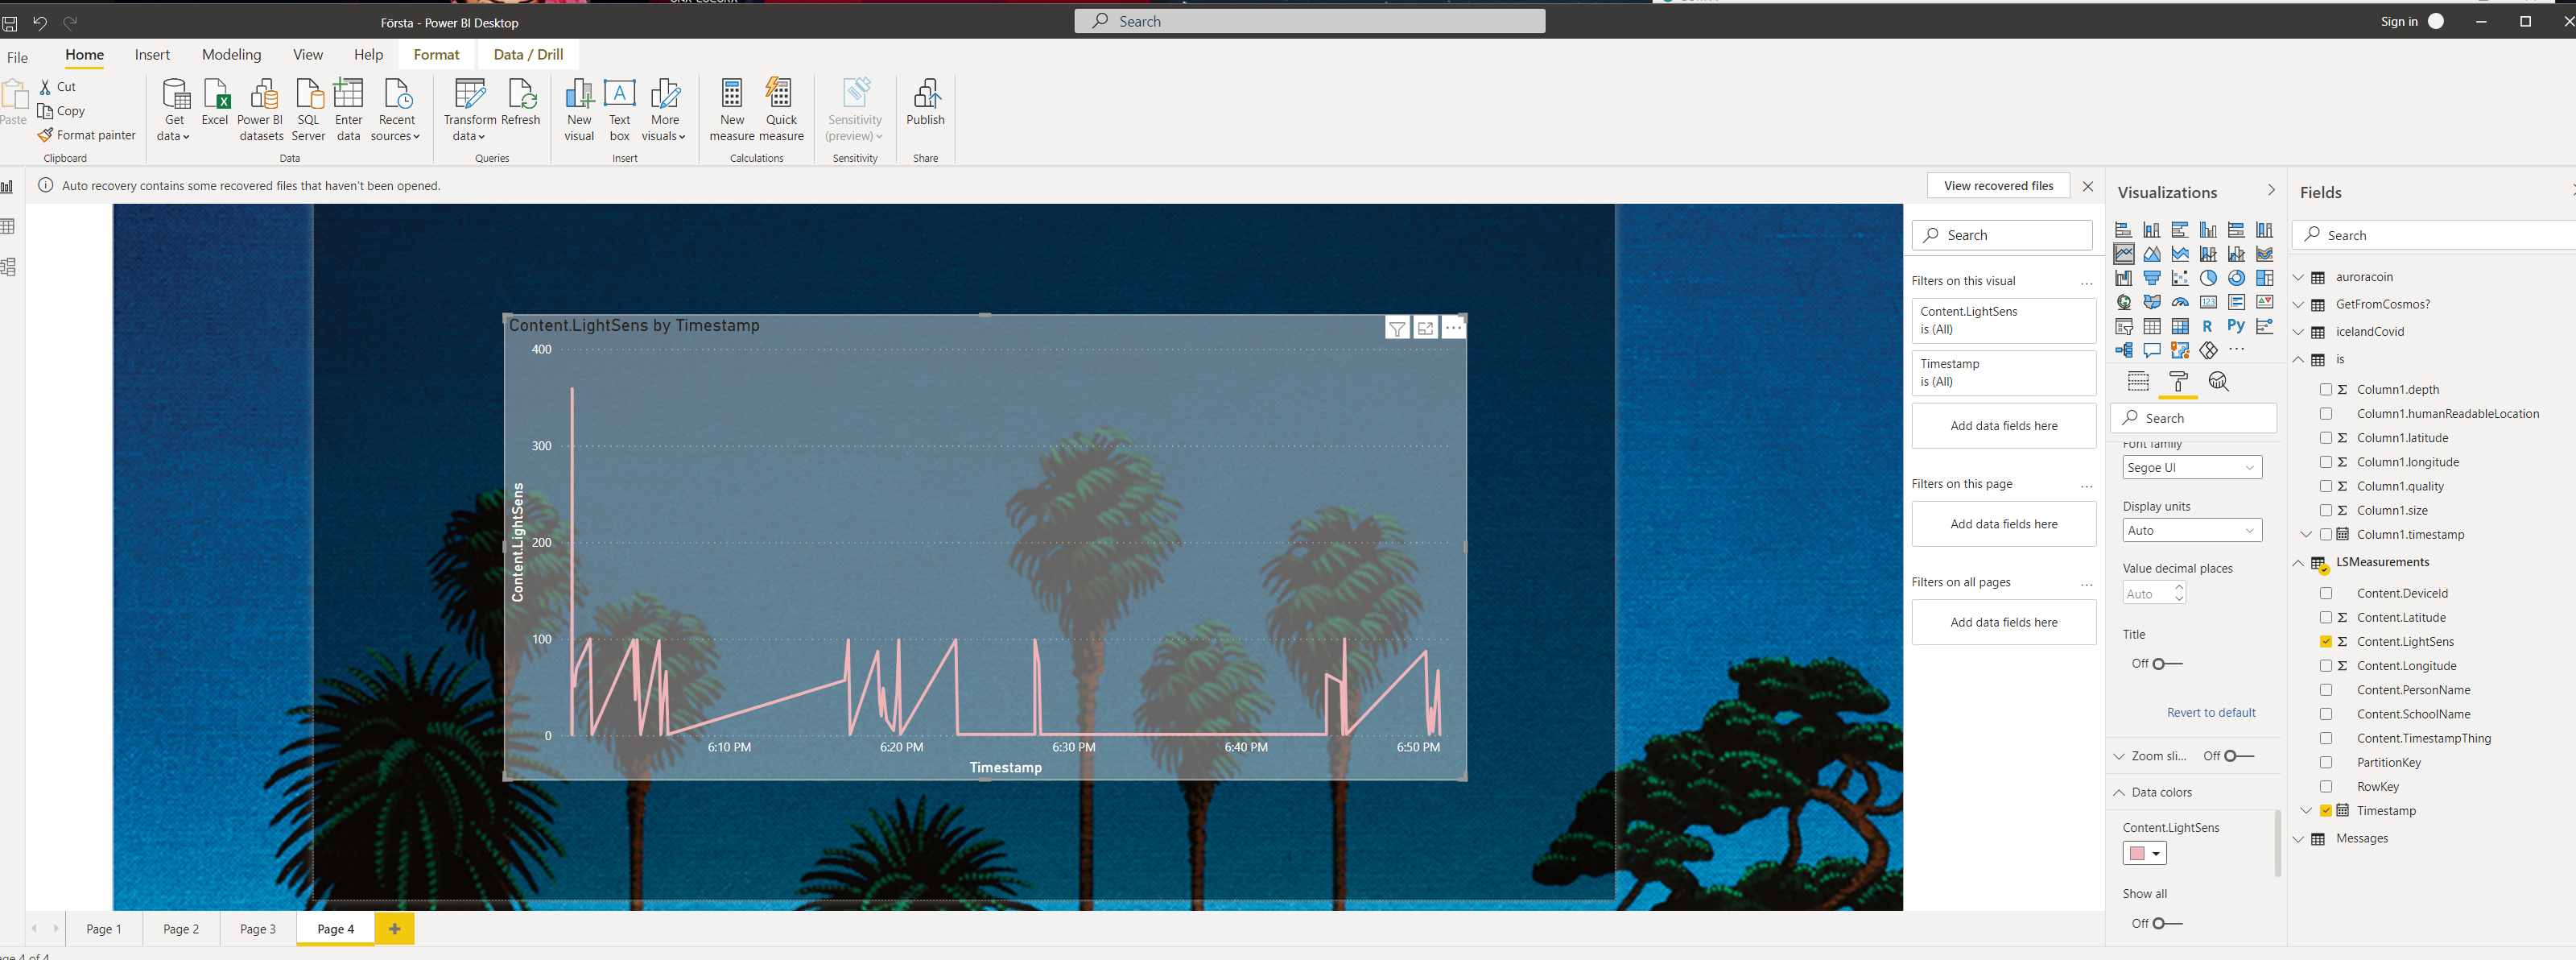 Första - Power BI Desktop
Search
Sign in
File
Home
Insert
Modeling
View
Help
Format
Data / Drill
Paste
Cut
Copy
Format painter
Clipboard
Get
data
Excel
Power BI
datasets
SQL
Server
Enter
data
Recent
sources
Data
Transform
data
Refresh
Queries
New
visual
Text
box
More
visuals
Insert
New
measure
Quick
measure
Calculations
Sensitivity
(preview)
Sensitivity
Publish
Share
Auto recovery contains some recovered files that haven't been opened.
View recovered files
Content.LightSens by Timestamp
400
300
200
100
0
Content.LightSens
6:10 PM
6:20 PM
6:30 PM
6:40 PM
6:50 PM
Timestamp
Search
Filters on this visual
Content.LightSens
is (All)
Timestamp
is (All)
Add data fields here
Filters on this page
Add data fields here
Filters on all pages
Add data fields here
Visualizations
123
R
Py
Search
Font family
Segoe UI
Display units
Auto
Value decimal places
Auto
Title
Off
Revert to default
Zoom sli...
Off
Data colors
Content.LightSens
Show all
Off
Fields
Search
auroracoin
GetFromCosmos?
icelandCovid
is
Column1.depth
Column1.humanReadableLocation
Column1.latitude
Column1.longitude
Column1.quality
Column1.size
Column1.timestamp
LSMeasurements
Content.DeviceId
Content.Latitude
Content.LightSens
Content.Longitude
Content.PersonName
Content.SchoolName
Content.TimestampThing
PartitionKey
RowKey
Timestamp
Messages
Page 1
Page 2
Page 3
Page 4
age 4 of 4